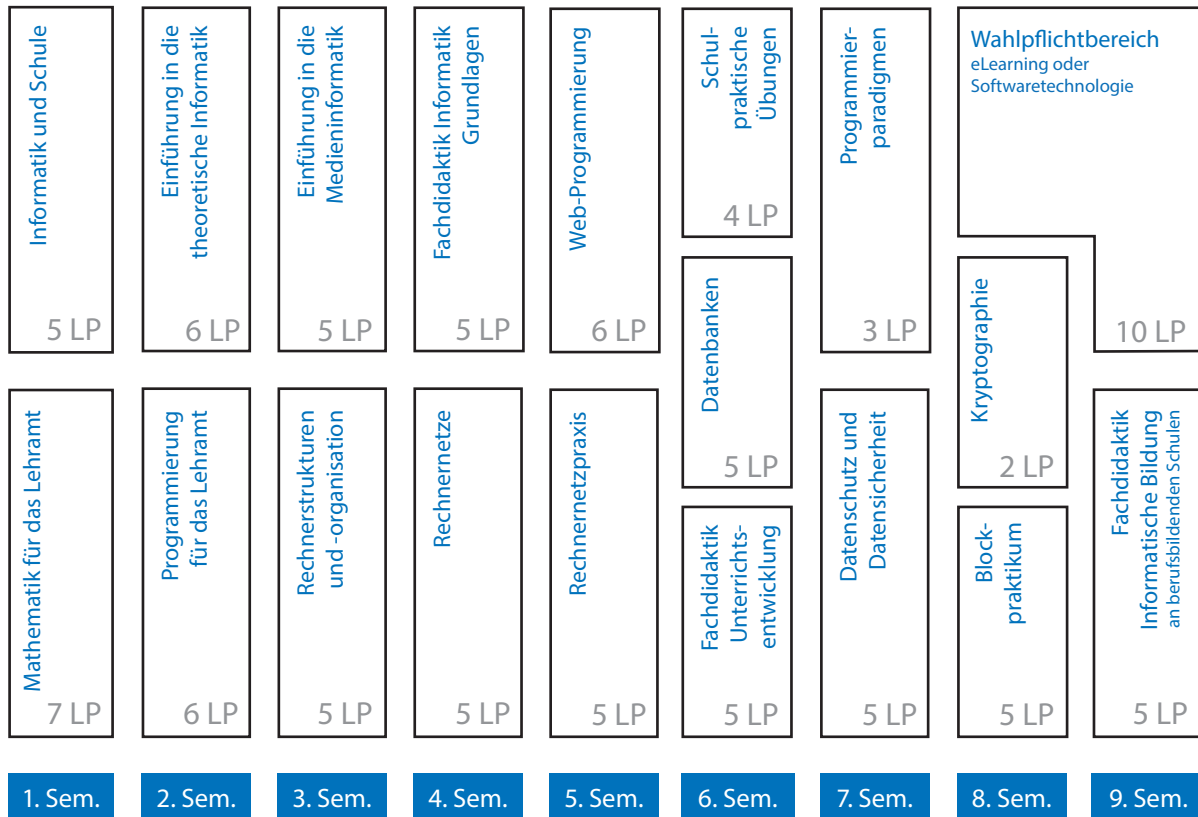 Informatik und Schule
5 LP
Einführung in die
theoretische Informatik
6 LP
Einführung in die
Medieninformatik
5 LP
Fachdidaktik Informatik
Grundlagen
5 LP
Web-Programmierung
6 LP
Schul-
praktische
Übungen
4 LP
Programmier-
paradigmen
3 LP
Wahlpflichtbereich
eLearning oder
Softwaretechnologie
10 LP
Datenbanken
5 LP
Kryptographie
2 LP
Mathematik für das Lehramt
7 LP
Programmierung
für das Lehramt
6 LP
Rechnerstrukturen
und -organisation
5 LP
Rechnernetze
5 LP
Rechnernetzpraxis
5 LP
Fachdidaktik
Unterrichts-
entwicklung
5 LP
Datenschutz und
Datensicherheit
5 LP
Block-
praktikum
5 LP
Fachdidaktik
Informatische Bildung
an berufsbildenden Schulen
5 LP
1. Sem.
2. Sem.
3. Sem.
4. Sem.
5. Sem.
6. Sem.
7. Sem.
8. Sem.
9. Sem.